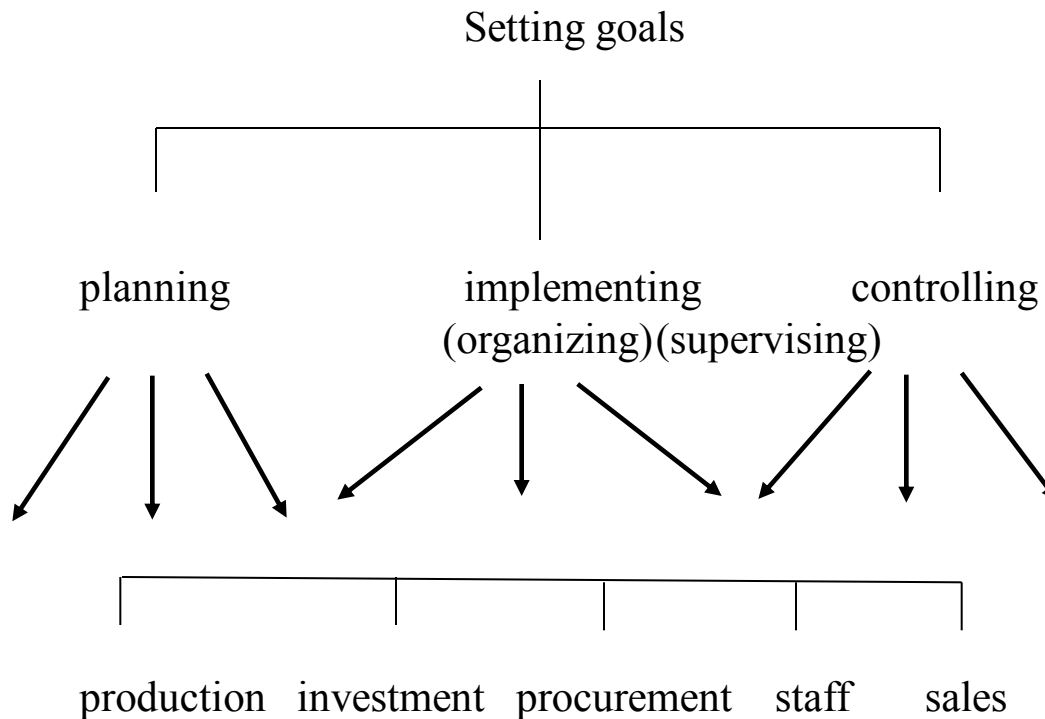 Setting goals
planning implementing controlling
(organizing)(supervising)
production investment procurement staff sales